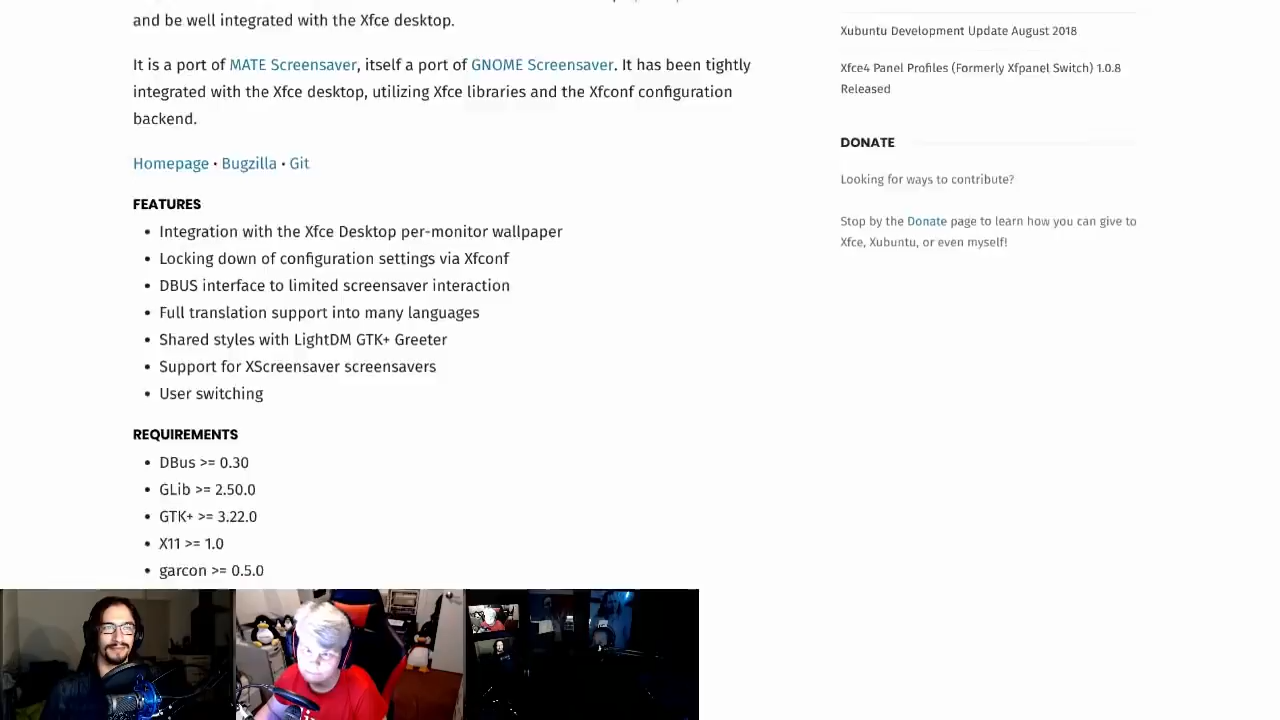 and be well integrated with the Xfce desktop.
It is a port of MATE Screensaver, itself a port of GNOME Screensaver. It has been tightly
integrated with the Xfce desktop, utilizing Xfce libraries and the Xfconf configuration
backend.
Homepage • Bugzilla • Git
FEATURES
• Integration with the Xfce Desktop per-monitor wallpaper
• Locking down of configuration settings via Xfconf
• DBUS interface to limited screensaver interaction
• Full translation support into many languages
• Shared styles with LightDM GTK+ Greeter
• Support for XScreensaver screensavers
• User switching
REQUIREMENTS
• DBus >= 0.30
• GLib >= 2.50.0
• GTK+ >= 3.22.0
• X11 >= 1.0
• garcon >= 0.5.0
Xubuntu Development Update August 2018
Xfce4 Panel Profiles (Formerly Xfpanel Switch) 1.0.8
Released
DONATE
Looking for ways to contribute?
Stop by the Donate page to learn how you can give to
Xfce, Xubuntu, or even myself!